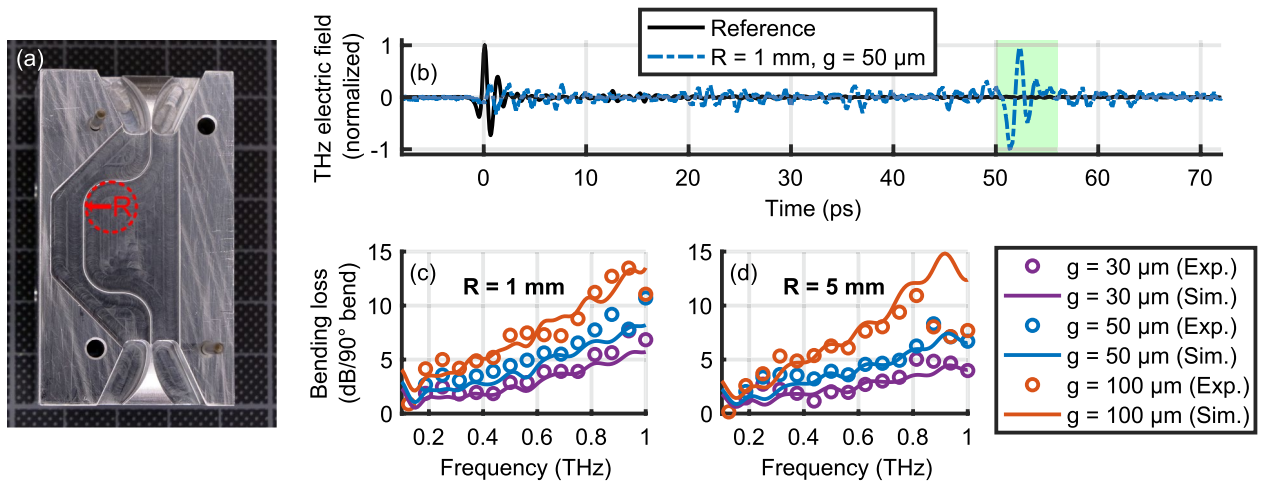 (a)
R
Reference
R = 1 mm, g = 50 µm
(b)
THz electric field
(normalized)
1
0
-1
0 10 20 30 40 50 60 70
Time (ps)
(c)
R = 1 mm
Bending loss
(dB/90° bend)
15
10
5
0
0.2 0.4 0.6 0.8 1
Frequency (THz)
(d)
R = 5 mm
15
10
5
0
0.2 0.4 0.6 0.8 1
Frequency (THz)
g = 30 µm (Exp.)
g = 30 µm (Sim.)
g = 50 µm (Exp.)
g = 50 µm (Sim.)
g = 100 µm (Exp.)
g = 100 µm (Sim.)